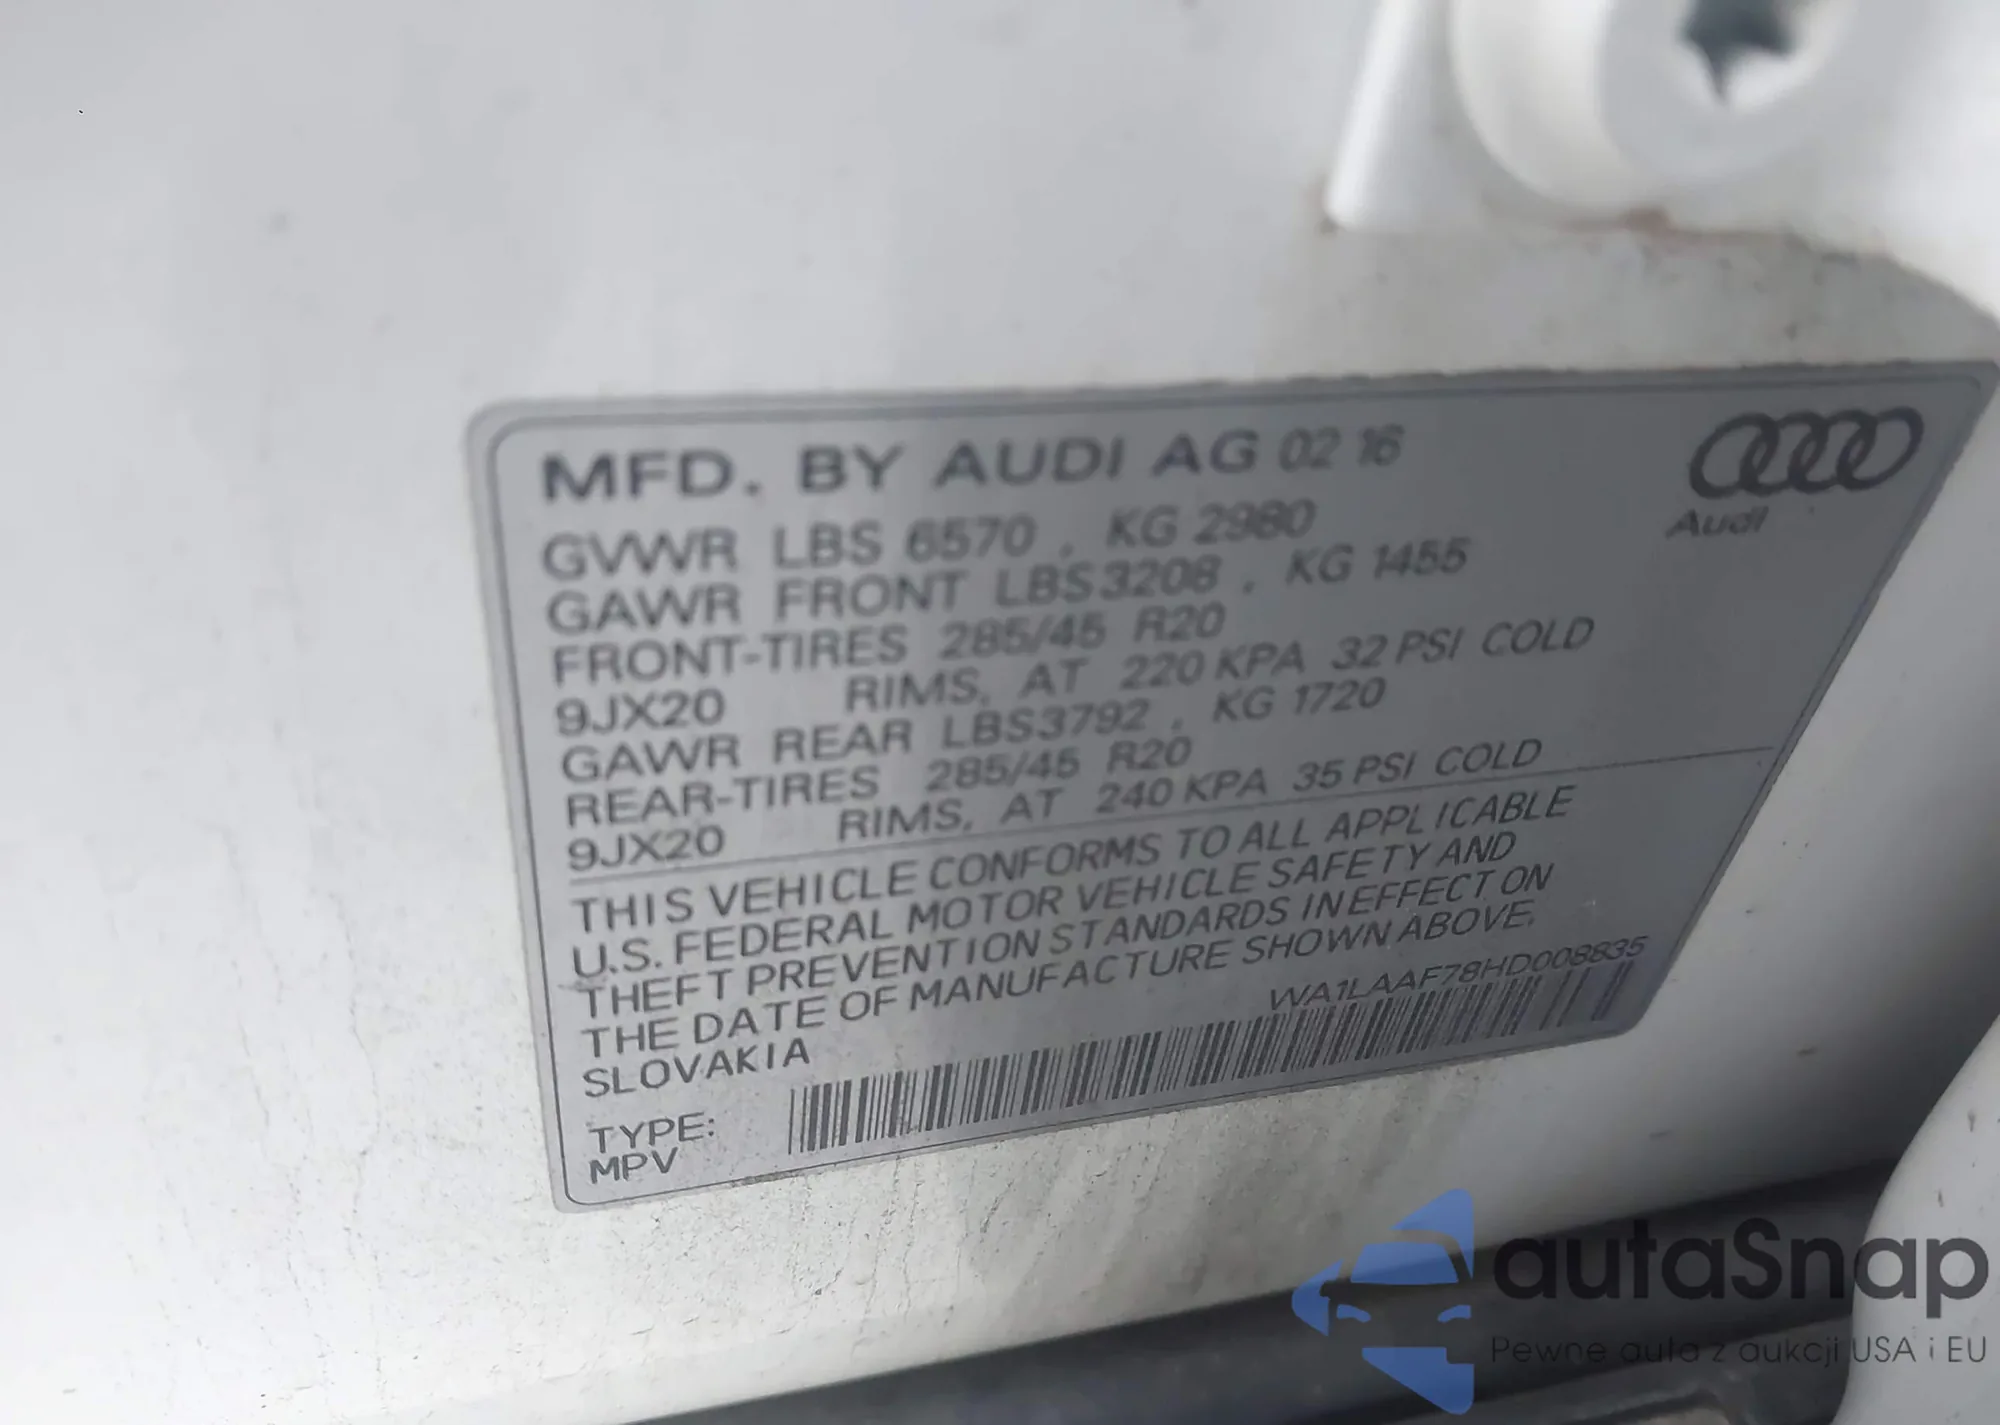 MFD. BY AUDI AG 02 16
Audi
GVWR LBS 6570 , KG 2980
GAWR FRONT LBS3208 , KG 1455
FRONT-TIRES 285/45 R20
9JX20 RIMS, AT 220 KPA 32 PSI COLD
GAWR REAR LBS3792 , KG 1720
REAR-TIRES 285/45 R20
9JX20 RIMS, AT 240 KPA 35 PSI COLD
THIS VEHICLE CONFORMS TO ALL APPLICABLE
U.S. FEDERAL MOTOR VEHICLE SAFETY AND
THEFT PREVENTION STANDARDS IN EFFECT ON
THE DATE OF MANUFACTURE SHOWN ABOVE.
SLOVAKIA
WA1LAAF78HD008835
TYPE:
MPV
autaSnap
Pewne auta z aukcji USA i EU